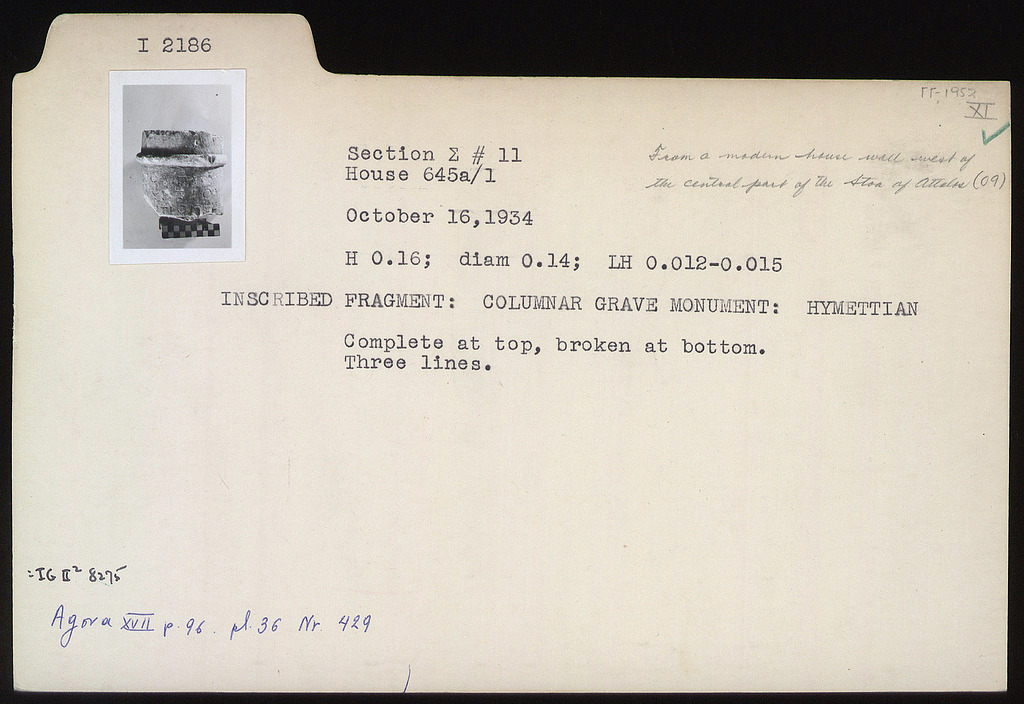 I 2186
ΓΓ-1952
XI
Section Σ # 11
House 645a/1
From a modern house wall west of
the central part of the Stoa of Attalos (O9)
October 16,1934
H 0.16; diam 0.14; LH 0.012-0.015
INSCRIBED FRAGMENT: COLUMNAR GRAVE MONUMENT: HYMETTIAN
Complete at top, broken at bottom.
Three lines.
=IG II² 8275
Agora XVII p. 96. pl. 36 Nr. 429